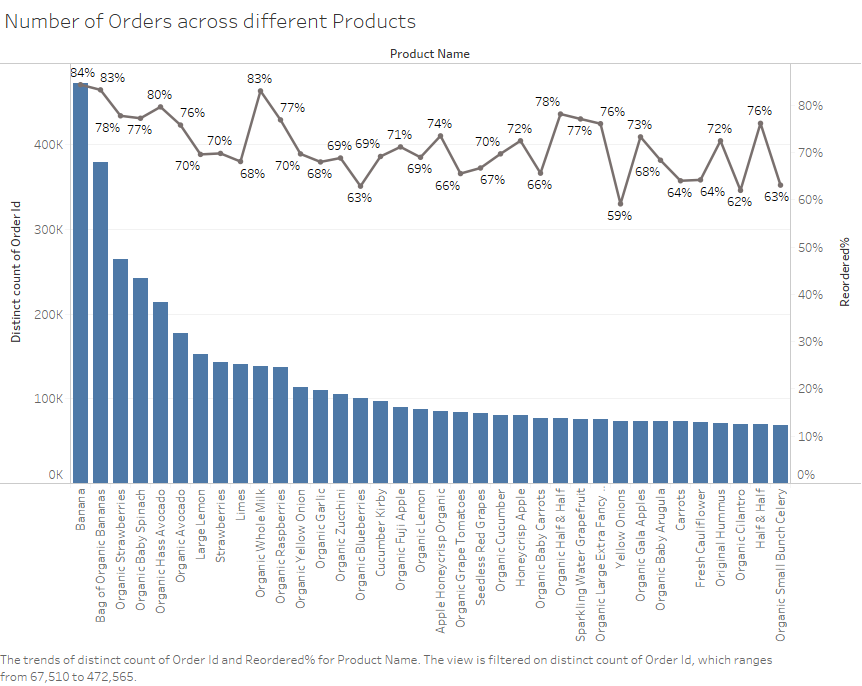 Number of Orders across different Products
Product Name
84%
83%
78%
77%
80%
76%
70%
70%
68%
83%
77%
70%
68%
69%
63%
69%
71%
69%
74%
66%
67%
70%
72%
66%
78%
77%
76%
59%
73%
68%
64%
64%
72%
62%
76%
63%
Distinct count of Order Id
400K
300K
200K
100K
0K
80%
70%
60%
50%
40%
30%
20%
10%
0%
Reordered%
Banana
Bag of Organic Bananas
Organic Strawberries
Organic Baby Spinach
Organic Hass Avocado
Organic Avocado
Large Lemon
Strawberries
Limes
Organic Whole Milk
Organic Raspberries
Organic Yellow Onion
Organic Garlic
Organic Zucchini
Organic Blueberries
Cucumber Kirby
Organic Fuji Apple
Organic Lemon
Apple Honeycrisp Organic
Organic Grape Tomatoes
Seedless Red Grapes
Organic Cucumber
Honeycrisp Apple
Organic Baby Carrots
Organic Half & Half
Sparkling Water Grapefruit
Organic Large Extra Fancy ..
Yellow Onions
Organic Gala Apples
Organic Baby Arugula
Carrots
Fresh Cauliflower
Original Hummus
Organic Cilantro
Half & Half
Organic Small Bunch Celery
The trends of distinct count of Order Id and Reordered% for Product Name. The view is filtered on distinct count of Order Id, which ranges
from 67,510 to 472,565.